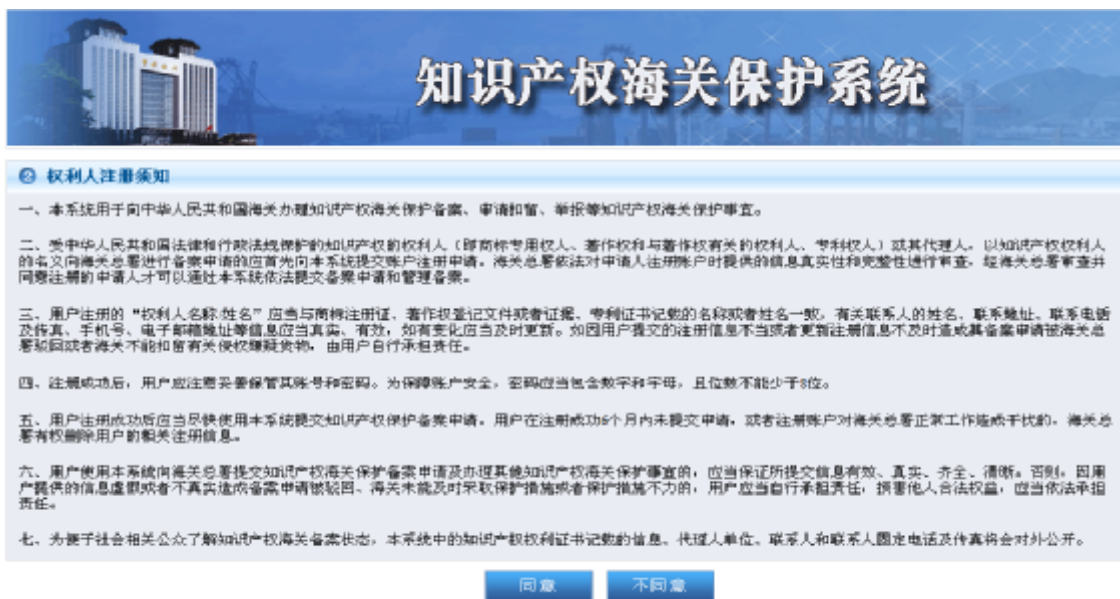 知识产权海关保护系统
权利人注册须知
一、本系统用于向中华人民共和国海关办理知识产权海关保护备案、申请扣留、举报等知识产权海关保护事宜。
二、受中华人民共和国法律和行政法规保护的知识产权的权利人（即商标专用权人、著作权和与著作权有关的权利人、专利权人）或其代理人，以知识产权权利人
的名义向海关总署进行备案申请的应首先向本系统提交账户注册申请。海关总署依法对申请人注册账户时提供的信息真实性和完整性进行审查，经海关总署审查并
同意注册的申请人才可以通过本系统依法提交备案申请和管理备案。
三、用户注册的“权利人名称/姓名”应当与商标注册证、著作权登记文件或者证据、专利证书记载的名称或者姓名一致，有关联系人的姓名、联系地址、联系电话
及传真、手机号、电子邮箱地址等信息应当真实、有效，如有变化应当及时更新。如因用户提交的注册信息不当或者更新注册信息不及时造成其备案申请被海关总
署驳回或者海关不能扣留有关侵权嫌疑货物，由用户自行承担责任。
四、注册成功后，用户应注意妥善保管其账号和密码。为保障账户安全，密码应当包含数字和字母，且位数不能少于8位。
五、用户注册成功后应当尽快使用本系统提交知识产权保护备案申请。用户在注册成功6个月内未提交申请，或者注册账户对海关总署正常工作造成干扰的，海关总
署有权删除用户的相关注册信息。
六、用户使用本系统向海关总署提交知识产权海关保护备案申请及办理其他知识产权海关保护事宜的，应当保证所提交信息有效、真实、齐全、清晰。否则，因用
户提供的信息虚假或者不真实造成备案申请被驳回、海关未能及时采取保护措施或者保护措施不力的，用户应当自行承担责任，损害他人合法权益，应当依法承担
责任。
七、为便于社会相关公众了解知识产权海关备案状态，本系统中的知识产权权利证书记载的信息、代理人单位、联系人和联系人固定电话及传真将会对外公开。
同意 不同意